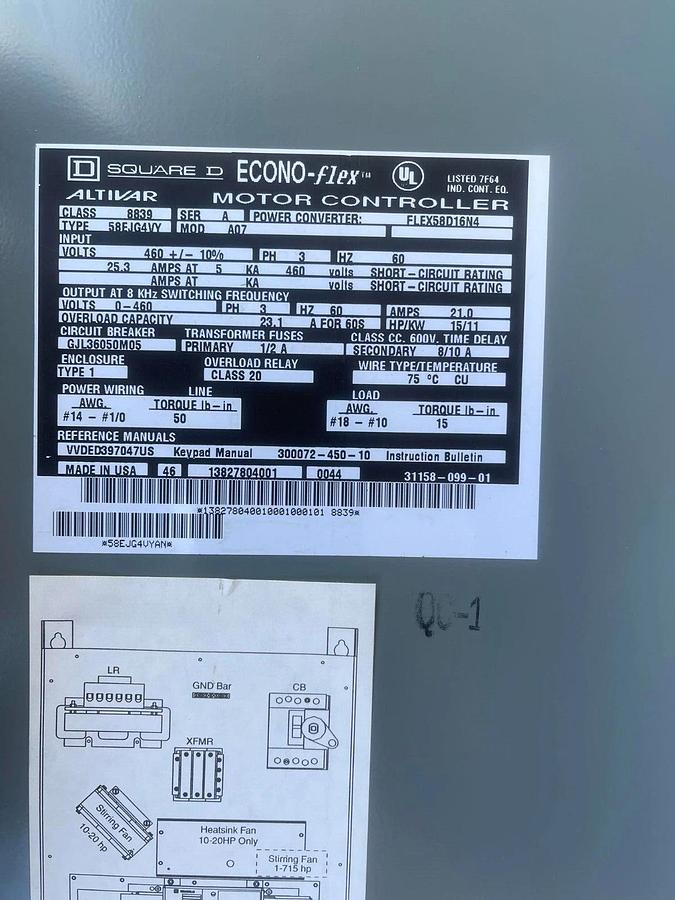 D SQUARE D ECONO-flex™ UL LISTED 7F64
IND. CONT. EQ.
ALTIVAR MOTOR CONTROLLER
CLASS 8839 SER A POWER CONVERTER: FLEX58D16N4
TYPE 58EJG4VY MOD A07
INPUT
VOLTS 460 +/- 10% PH 3 HZ 60
25.3 AMPS AT 5 KA 460 volts SHORT-CIRCUIT RATING
AMPS AT KA volts SHORT-CIRCUIT RATING
OUTPUT AT 8 KHz SWITCHING FREQUENCY
VOLTS 0-460 PH 3 HZ 60 AMPS 21.0
OVERLOAD CAPACITY 23.1 A FOR 60S HP/KW 15/11
CIRCUIT BREAKER TRANSFORMER FUSES CLASS CC. 600V. TIME DELAY
GJL36050M05 PRIMARY 1/2 A SECONDARY 8/10 A
ENCLOSURE OVERLOAD RELAY WIRE TYPE/TEMPERATURE
TYPE 1 CLASS 20 75 °C CU
POWER WIRING LINE LOAD
AWG. TORQUE lb-in AWG. TORQUE lb-in
#14 - #1/0 50 #18 - #10 15
REFERENCE MANUALS
VVDED397047US Keypad Manual 300072-450-10 Instruction Bulletin
MADE IN USA 46 13827804001 0044 31158-099-01
*138278040010001000101 8839*
*58EJG4VYAN*
QC-1
LR
GND Bar
CB
XFMR
Stirring Fan
10-20 hp
Heatsink Fan
10-20HP Only
Stirring Fan
1-715 hp